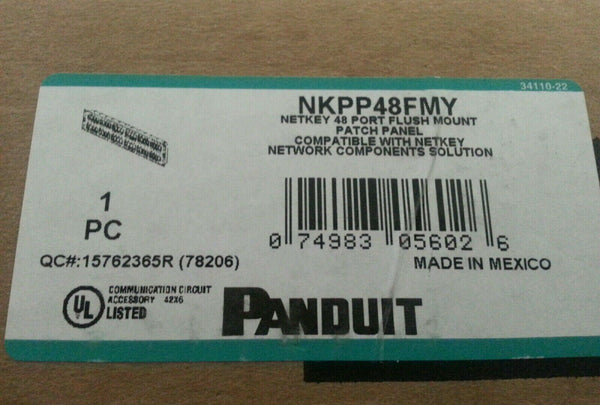 34110-22
NKPP48FMY
NETKEY 48 PORT FLUSH MOUNT
PATCH PANEL
COMPATIBLE WITH NETKEY
NETWORK COMPONENTS SOLUTION
1
PC
0 74983 05602 6
QC#:15762365R (78206)
MADE IN MEXICO
UL
COMMUNICATION CIRCUIT
ACCESSORY 42X6
LISTED
PANDUIT